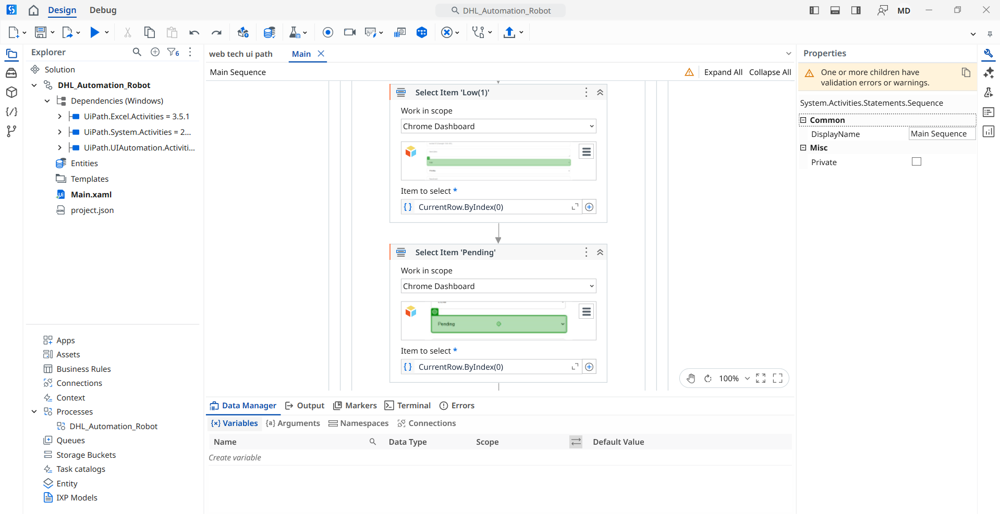 Design
Debug
DHL_Automation_Robot
MD
Explorer
6
web tech ui path
Main
Properties
Solution
Main Sequence
Expand All
Collapse All
One or more children have
validation errors or warnings.
DHL_Automation_Robot
Dependencies (Windows)
UiPath.Excel.Activities = 3.5.1
UiPath.System.Activities = 2...
UiPath.UIAutomation.Activiti...
Entities
Templates
Main.xaml
project.json
Select Item 'Low(1)'
Work in scope
Chrome Dashboard
Item to select *
CurrentRow.ByIndex(0)
Select Item 'Pending'
Work in scope
Chrome Dashboard
Pending
Item to select *
CurrentRow.ByIndex(0)
100%
System.Activities.Statements.Sequence
Common
DisplayName
Main Sequence
Misc
Private
Apps
Assets
Business Rules
Connections
Context
Processes
DHL_Automation_Robot
Queues
Storage Buckets
Task catalogs
Entity
IXP Models
Data Manager
Output
Markers
Terminal
Errors
Variables
Arguments
Namespaces
Connections
Name
Data Type
Scope
Default Value
Create variable